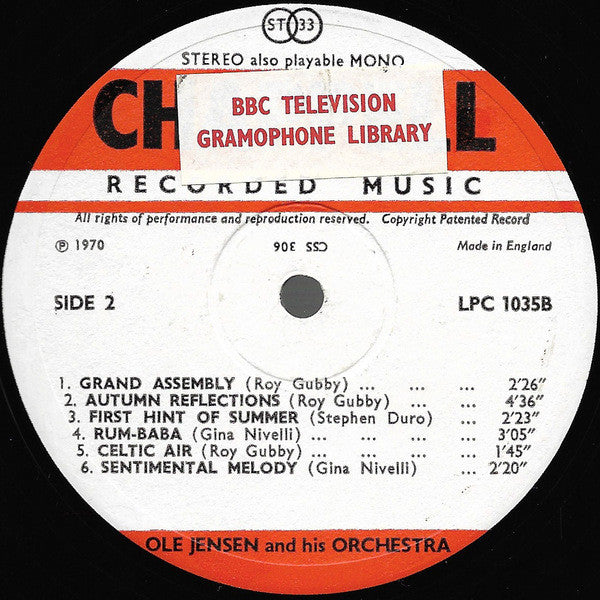 ST 33
STEREO also playable MONO
BBC TELEVISION
GRAMOPHONE LIBRARY
RECORDED MUSIC
All rights of performance and reproduction reserved. Copyright Patented Record
℗ 1970
CSS 306
Made in England
SIDE 2
LPC 1035B
1. GRAND ASSEMBLY (Roy Gubby) ... ... ... 2'26"
2. AUTUMN REFLECTIONS (Roy Gubby) ... ... 4'36"
3. FIRST HINT OF SUMMER (Stephen Duro) ... 2'23"
4. RUM-BABA (Gina Nivelli) ... ... ... ... 3'05"
5. CELTIC AIR (Roy Gubby) ... ... ... ... 1'45"
6. SENTIMENTAL MELODY (Gina Nivelli) ... 2'20"
OLE JENSEN and his ORCHESTRA